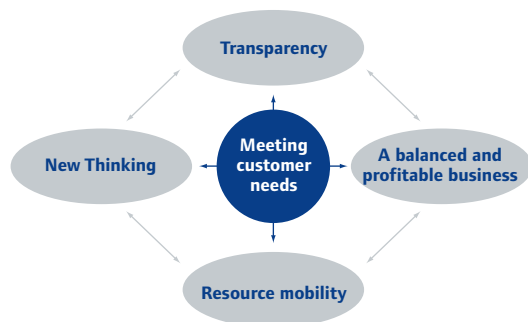 Transparency
New Thinking
Meeting
customer
needs
A balanced and
profitable business
Resource mobility